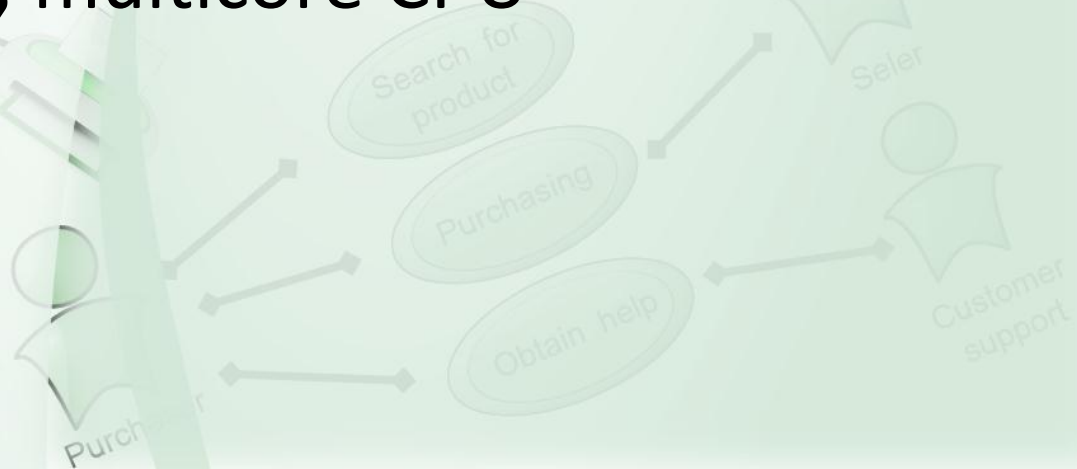 multicore CPU
Search for
product
Seler
Purchasing
Customer
support
Obtain help